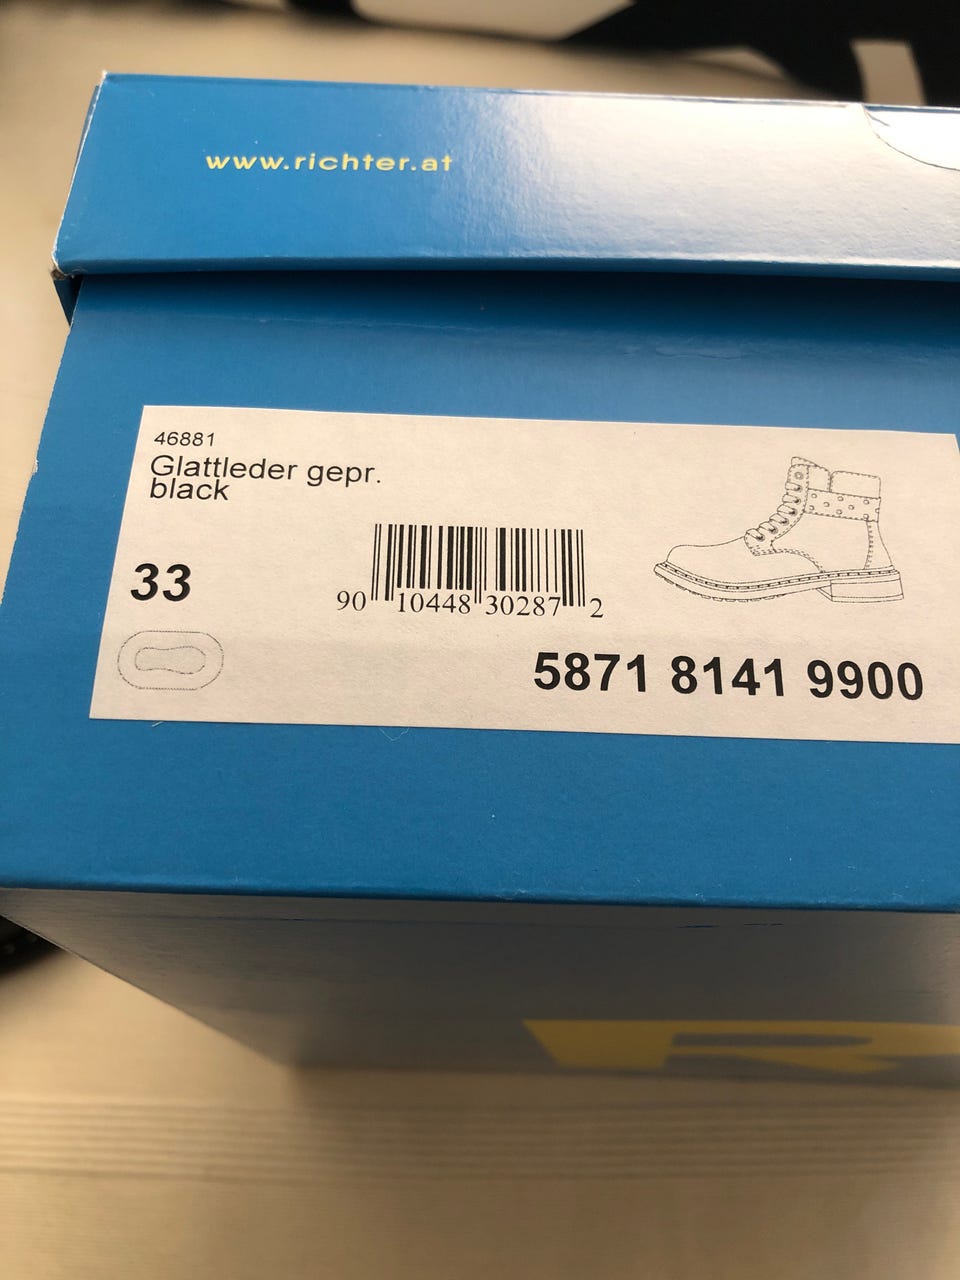 www.richter.at
46881
Glattleder gepr.
black
33
90 10448 30287 2
5871 8141 9900
R